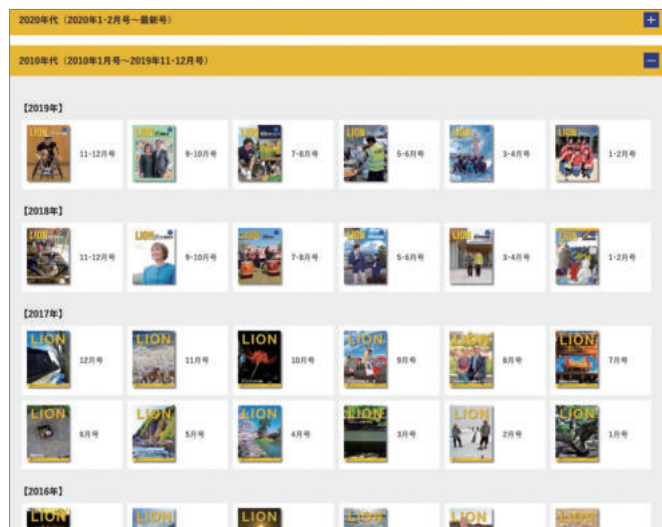 2020年代（2020年1・2月号～最新号）
2010年代（2010年1月号～2019年11・12月号）
【2019年】
LION 11・12月号 LION 9・10月号 LION 7・8月号 LION 5・6月号 LION 3・4月号 LION 1・2月号
【2018年】
LION 11・12月号 LION 9・10月号 LION 7・8月号 LION 5・6月号 LION 3・4月号 LION 1・2月号
【2017年】
LION 12月号 LION 11月号 LION 10月号 LION 9月号 LION 8月号 LION 7月号
LION 6月号 LION 5月号 LION 4月号 LION 3月号 LION 2月号 LION 1月号
【2016年】
LION LION LION LION LION LION